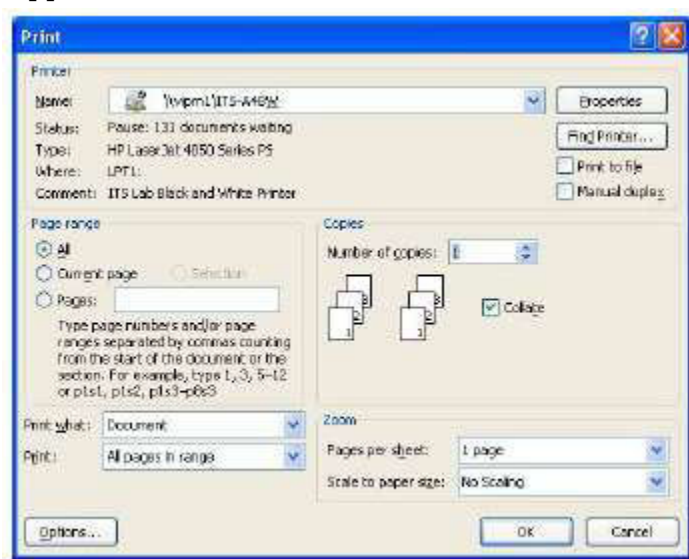 Print
Printer
Name:
Properties
Status: Pause: 131 documents waiting
Find Printer...
Type: HP LaserJet 4050 Series PS
Where: LPT1:
Print to file
Comment: ITS Lab Black and White Printer
Manual duplex
Page range
All
Current page Selection
Pages:
Type page numbers and/or page
ranges separated by commas counting
from the start of the document or the
section. For example, type 1, 3, 5-12
or p1s1, p1s2, p1s3-p8s3
Copies
Number of copies: 1
Collate
Print what: Document
Print: All pages in range
Zoom
Pages per sheet: 1 page
Scale to paper size: No Scaling
Options...
OK Cancel